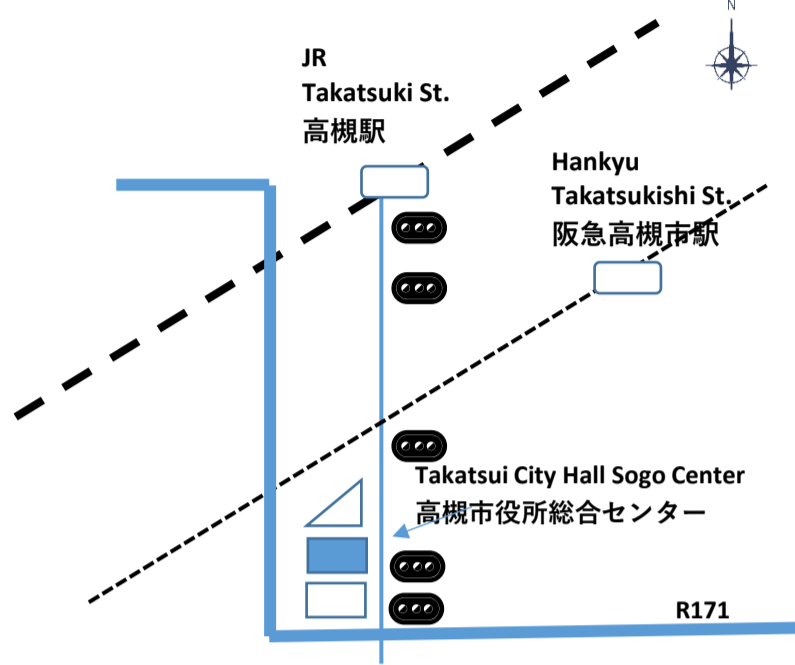 N
JR
Takatsuki St.
高槻駅
Hankyu
Takatsukishi St.
阪急高槻市駅
Takatsui City Hall Sogo Center
高槻市役所総合センター
R171